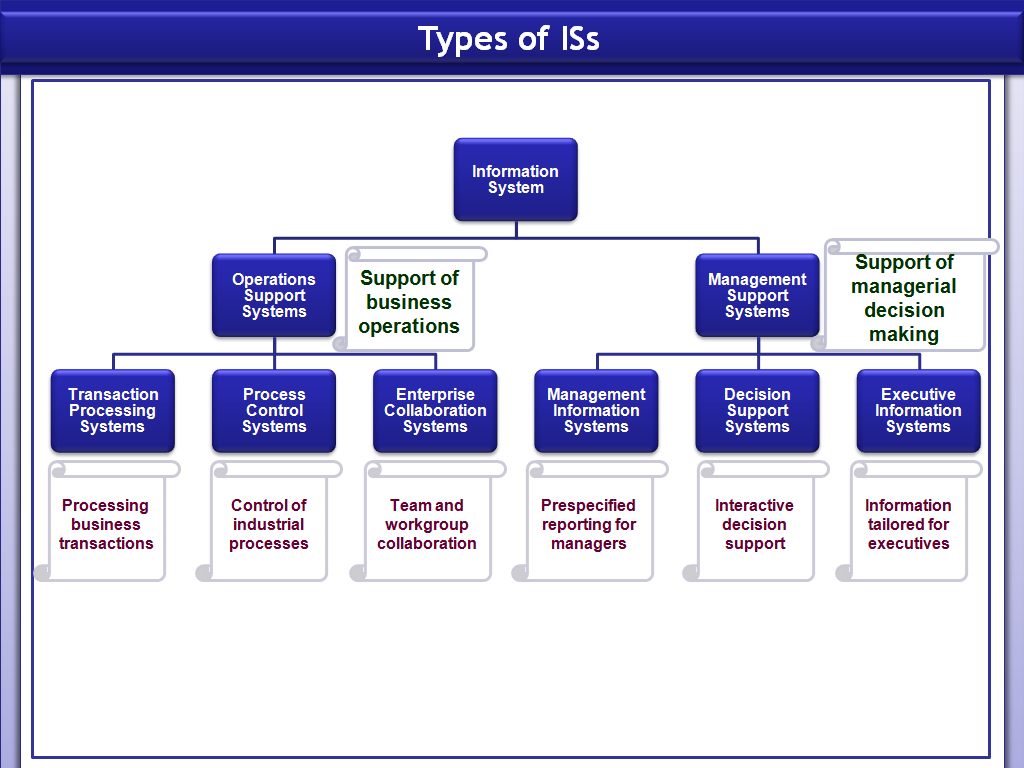 Types of ISs
Information
System
Operations
Support
Systems
Support of
business
operations
Management
Support
Systems
Support of
managerial
decision
making
Transaction
Processing
Systems
Process
Control
Systems
Enterprise
Collaboration
Systems
Management
Information
Systems
Decision
Support
Systems
Executive
Information
Systems
Processing
business
transactions
Control of
industrial
processes
Team and
workgroup
collaboration
Prespecified
reporting for
managers
Interactive
decision
support
Information
tailored for
executives